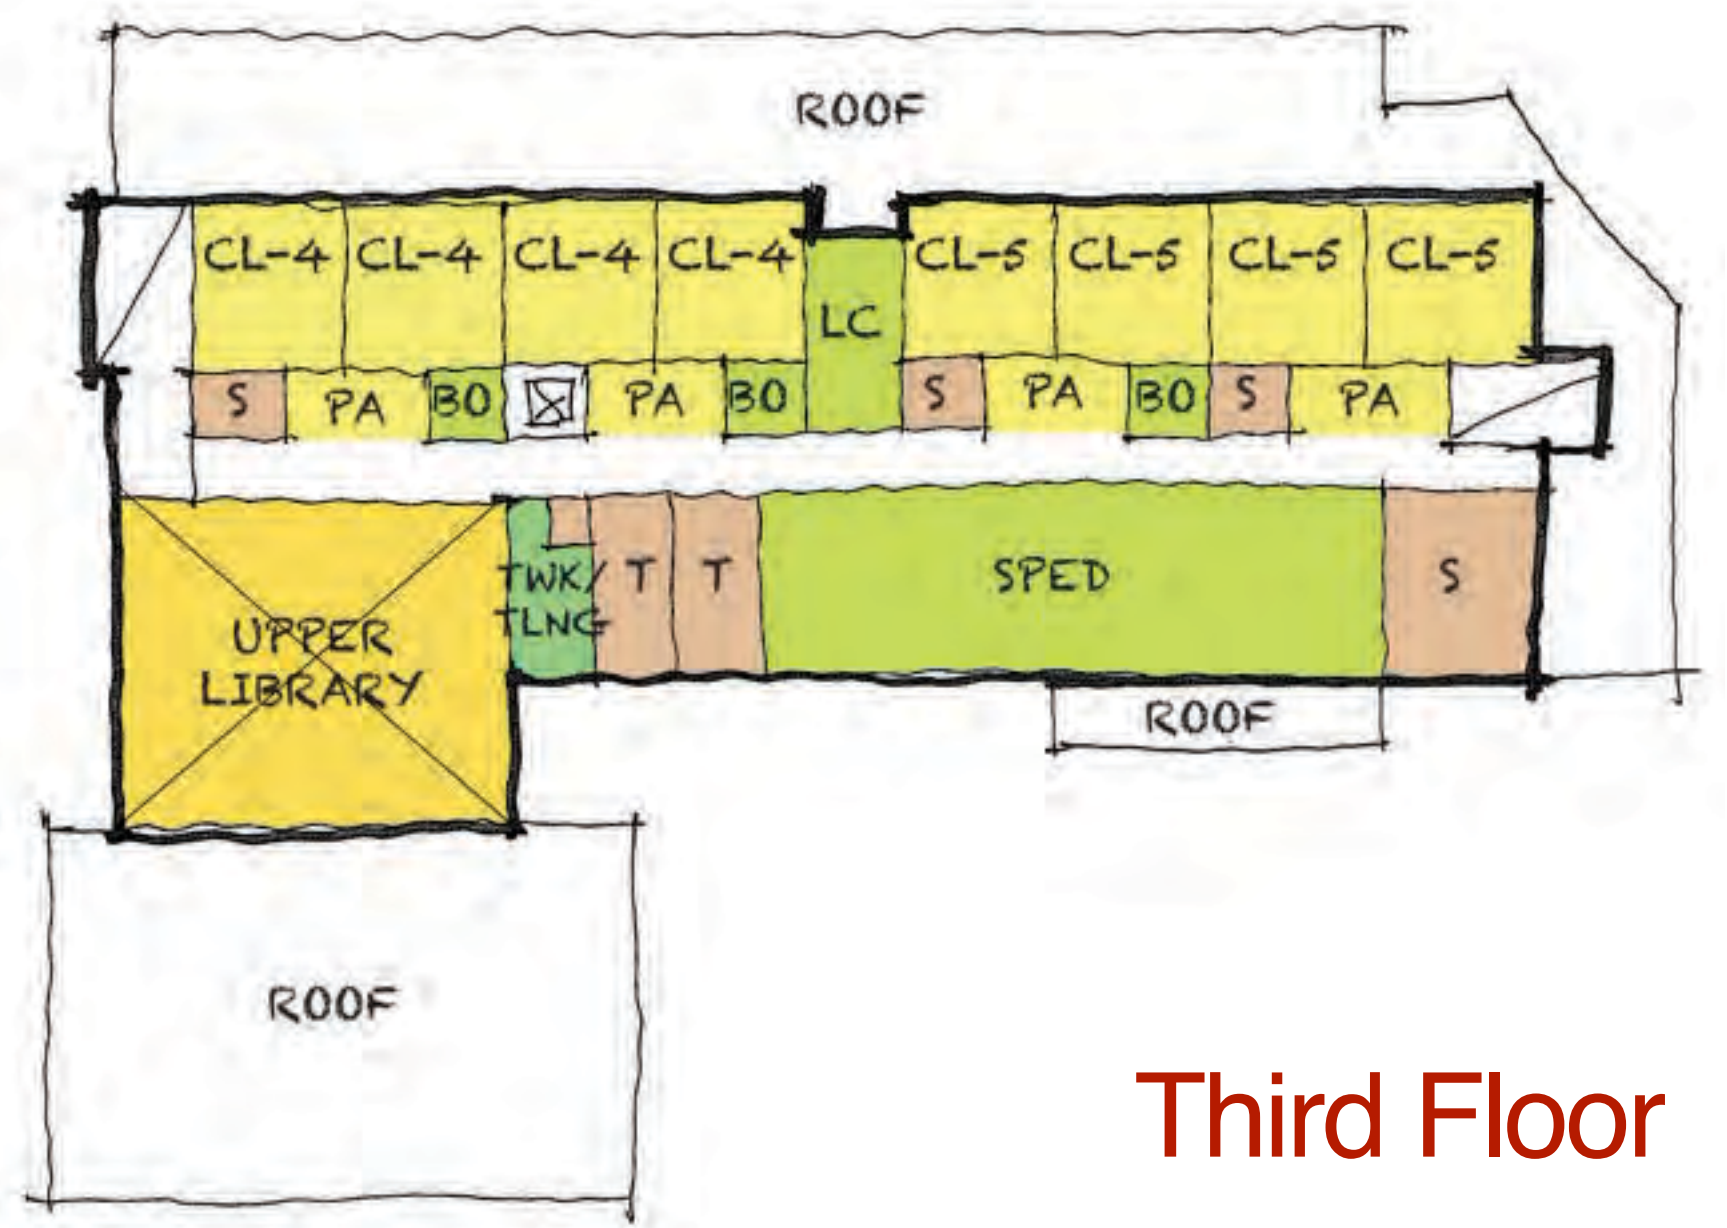 ROOF
CL-4 CL-4 CL-4 CL-4 CL-5 CL-5 CL-5 CL-5
LC
S PA BO PA BO S PA BO S PA
TWK/ T T SPED S
TLNG
UPPER
LIBRARY
ROOF
ROOF
Third Floor